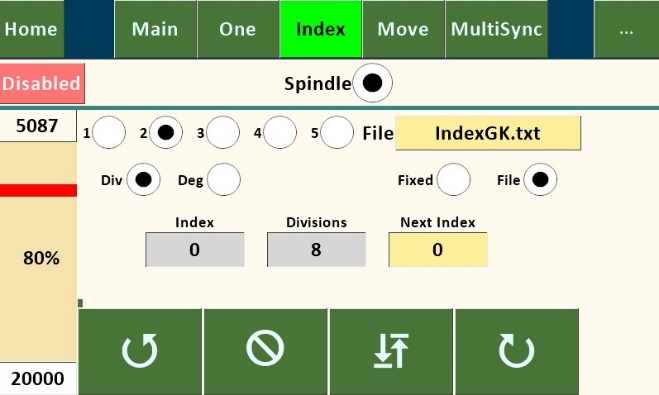 Home Main One Index Move MultiSync ...
Disabled Spindle
5087 1 2 3 4 5 File IndexGK.txt
Div Deg Fixed File
Index Divisions Next Index
0 8 0
80%
20000